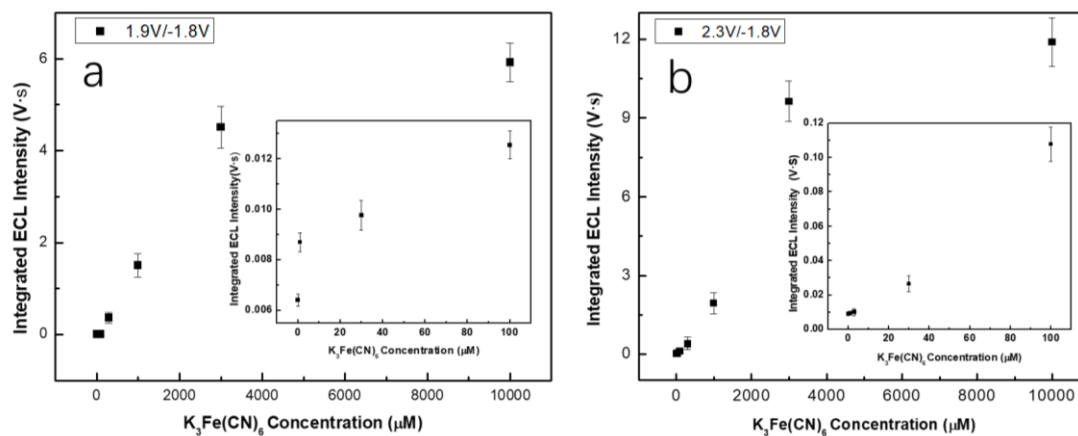 1.9V/-1.8V
a
Integrated ECL Intensity (V·s)
6
4
2
0
0 2000 4000 6000 8000 10000
K₃Fe(CN)₆ Concentration (μM)
Integrated ECL Intensity(V·s)
0.012
0.010
0.008
0.006
0 20 40 60 80 100
K₃Fe(CN)₆ Concentration (μM)
2.3V/-1.8V
b
Integrated ECL Intensity (V·s)
12
9
6
3
0
0 2000 4000 6000 8000 10000
K₃Fe(CN)₆ Concentration (μM)
Integrated ECL Intensity (V·S)
0.12
0.10
0.08
0.06
0.04
0.02
0.00
0 20 40 60 80 100
K₃Fe(CN)₆ Concentration (μM)